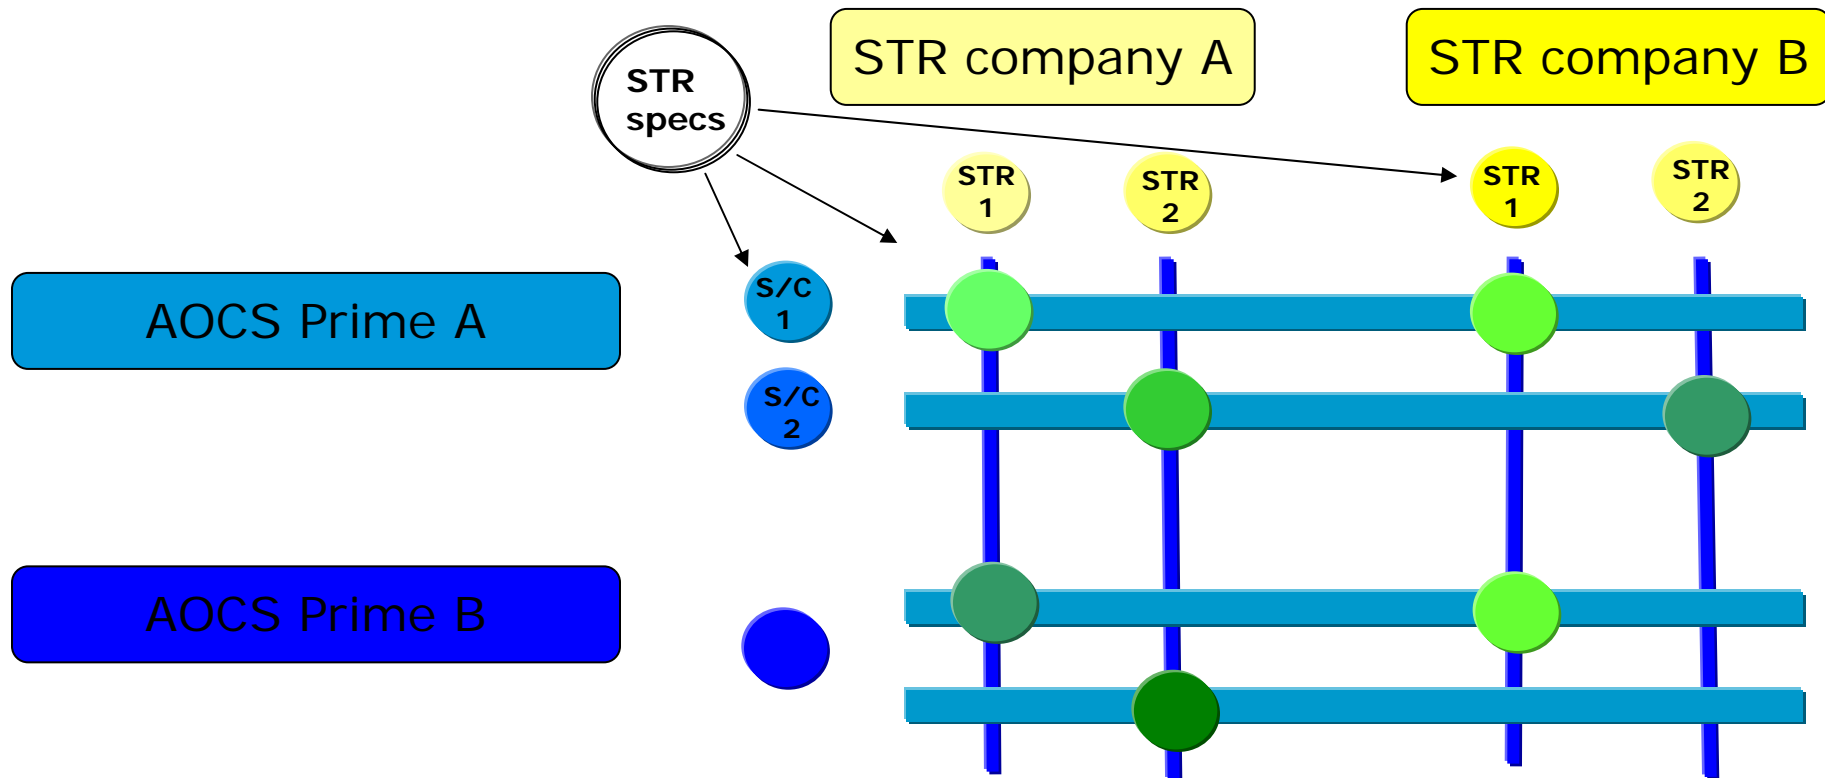 STR
specs
STR company A
STR company B
STR
1
STR
2
STR
1
STR
2
AOCS Prime A
S/C
1
S/C
2
AOCS Prime B